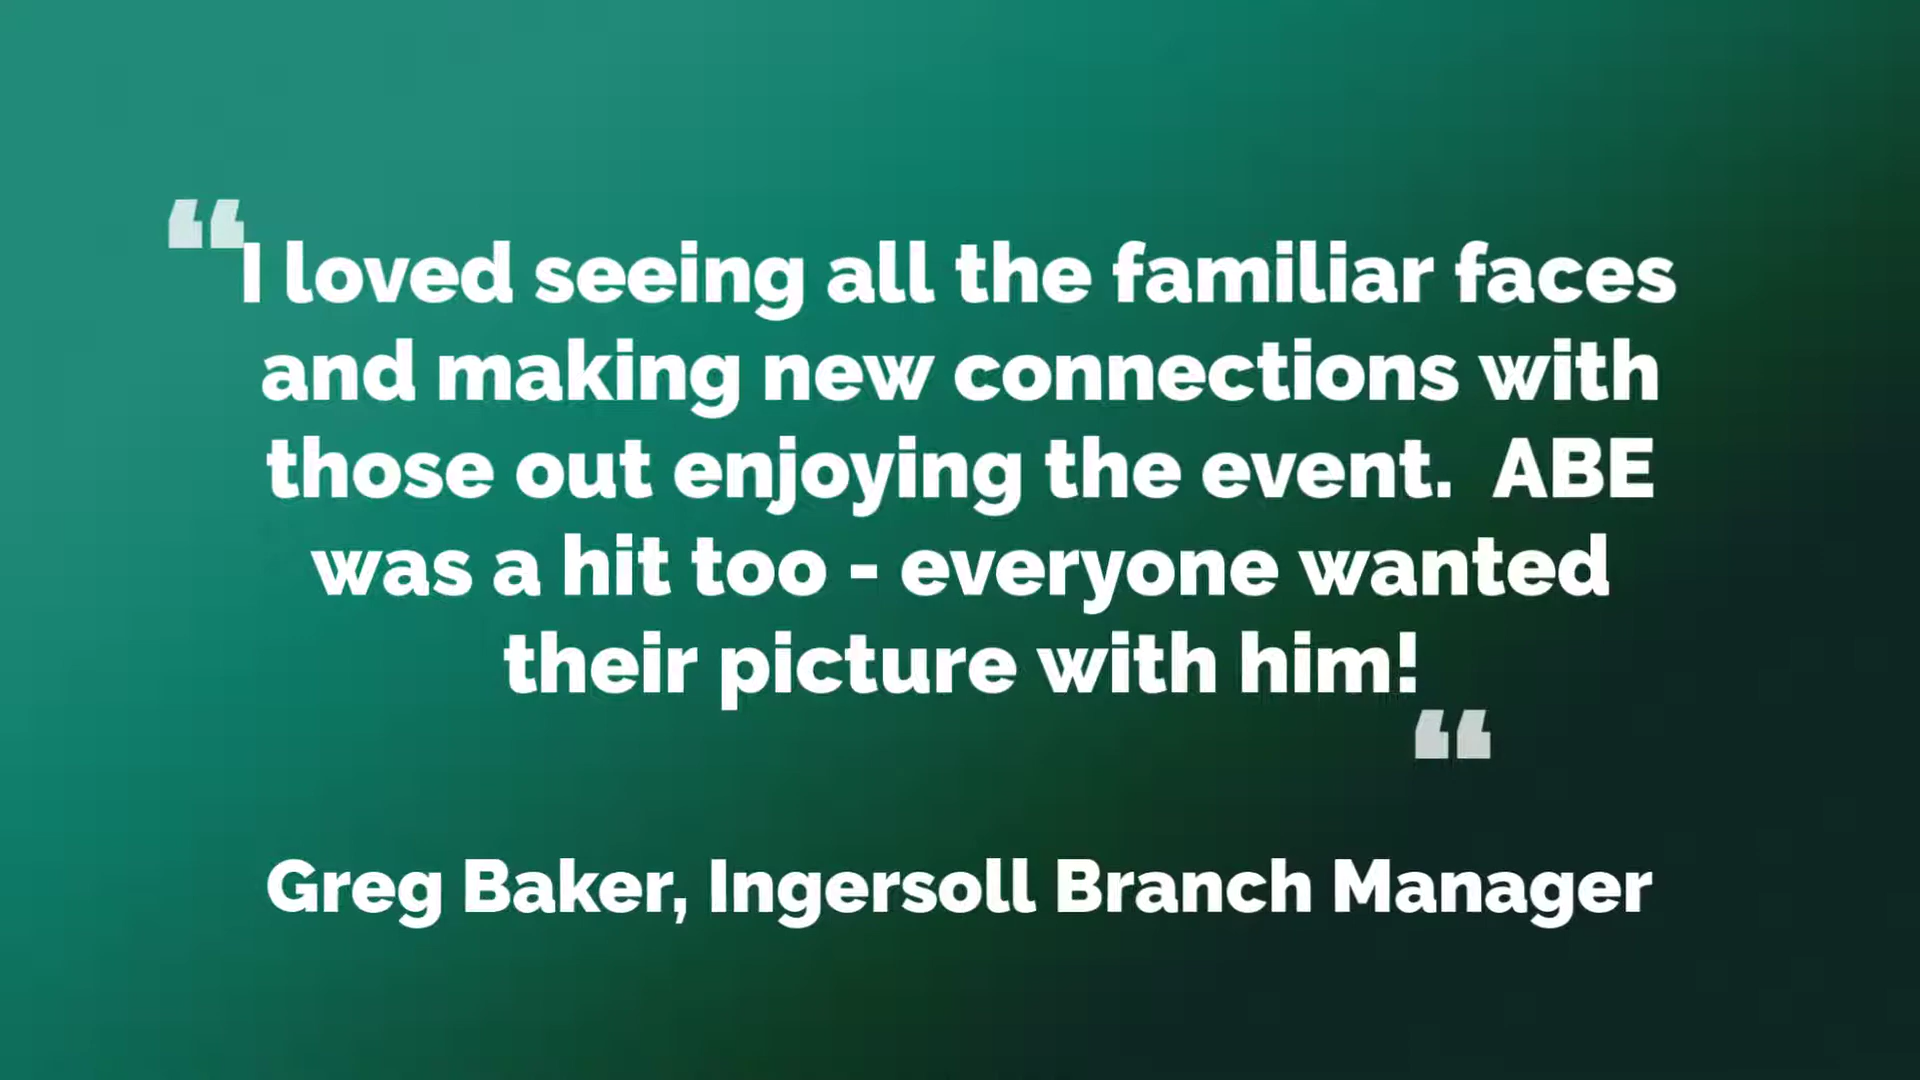 “I loved seeing all the familiar faces
and making new connections with
those out enjoying the event.  ABE
was a hit too - everyone wanted
their picture with him!
“
Greg Baker, Ingersoll Branch Manager